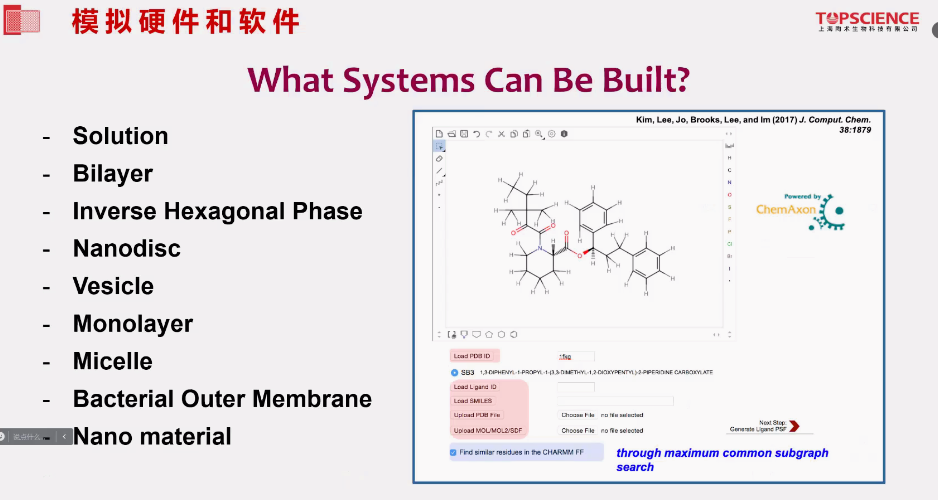 模拟硬件和软件
TOPSCIENCE
上海陶术生物科技有限公司
What Systems Can Be Built?
- Solution
- Bilayer
- Inverse Hexagonal Phase
- Nanodisc
- Vesicle
- Monolayer
- Micelle
- Bacterial Outer Membrane
- Nano material
说点什么...
Kim, Lee, Jo, Brooks, Lee, and Im (2017) J. Comput. Chem.
38:1879
Powered by
ChemAxon
Load PDB ID
1fkg
SB3 1,3-DIPHENYL-1-PROPYL-1-(3,3-DIMETHYL-1,2-DIOXYPENTYL)-2-PIPERIDINE CARBOXYLATE
Load Ligand ID
Load SMILES
Upload PDB File Choose File no file selected
Upload MOL/MOL2/SDF Choose File no file selected
Next Step:
Generate Ligand PSF
Find similar residues in the CHARMM FF
through maximum common subgraph
search